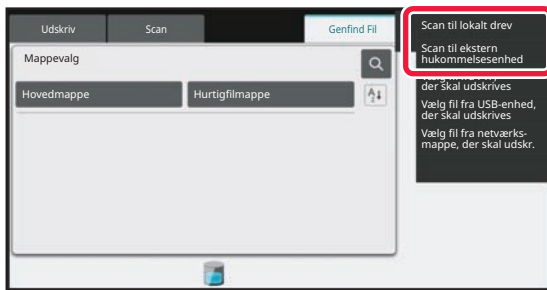 Udskriv
Scan
Genfind Fil
Mappevalg
Hovedmappe
Hurtigfilmappe
Scan til lokalt drev
Scan til ekstern
hukommelsesenhed
der skal udskrives
Vælg fil fra USB-enhed,
der skal udskrives
Vælg fil fra netværks-
mappe, der skal udskr.